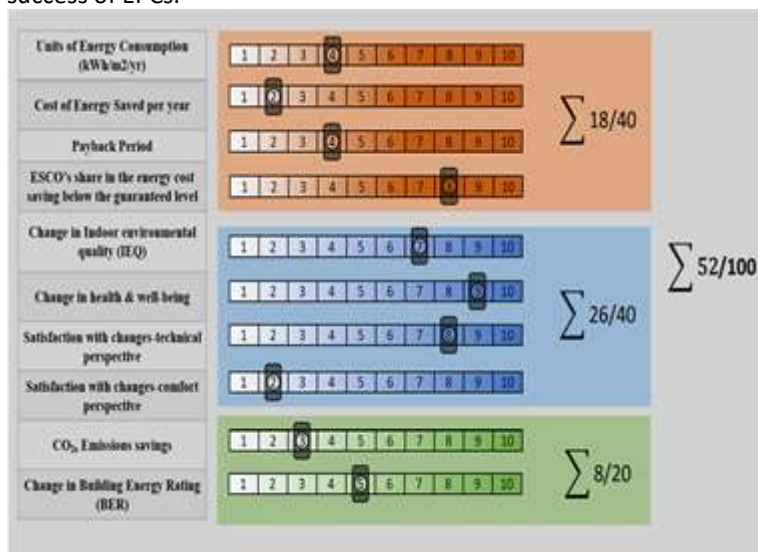 success of EPCs.
Units of Energy Consumption
(kWh/m2/yr)
1 2 3 4 5 6 7 8 9 10
Cost of Energy Saved per year
1 2 3 4 5 6 7 8 9 10
∑ 18/40
Payback Period
1 2 3 4 5 6 7 8 9 10
ESCO's share in the energy cost
saving below the guaranteed level
1 2 3 4 5 6 7 8 9 10
Change in Indoor environmental
quality (IEQ)
1 2 3 4 5 6 7 8 9 10
∑ 52/100
Change in health & well-being
1 2 3 4 5 6 7 8 9 10
∑ 26/40
Satisfaction with changes-technical
perspective
1 2 3 4 5 6 7 8 9 10
Satisfaction with changes-comfort
perspective
1 2 3 4 5 6 7 8 9 10
CO₂, Emissions savings
1 2 3 4 5 6 7 8 9 10
∑ 8/20
Change in Building Energy Rating
(BER)
1 2 3 4 5 6 7 8 9 10